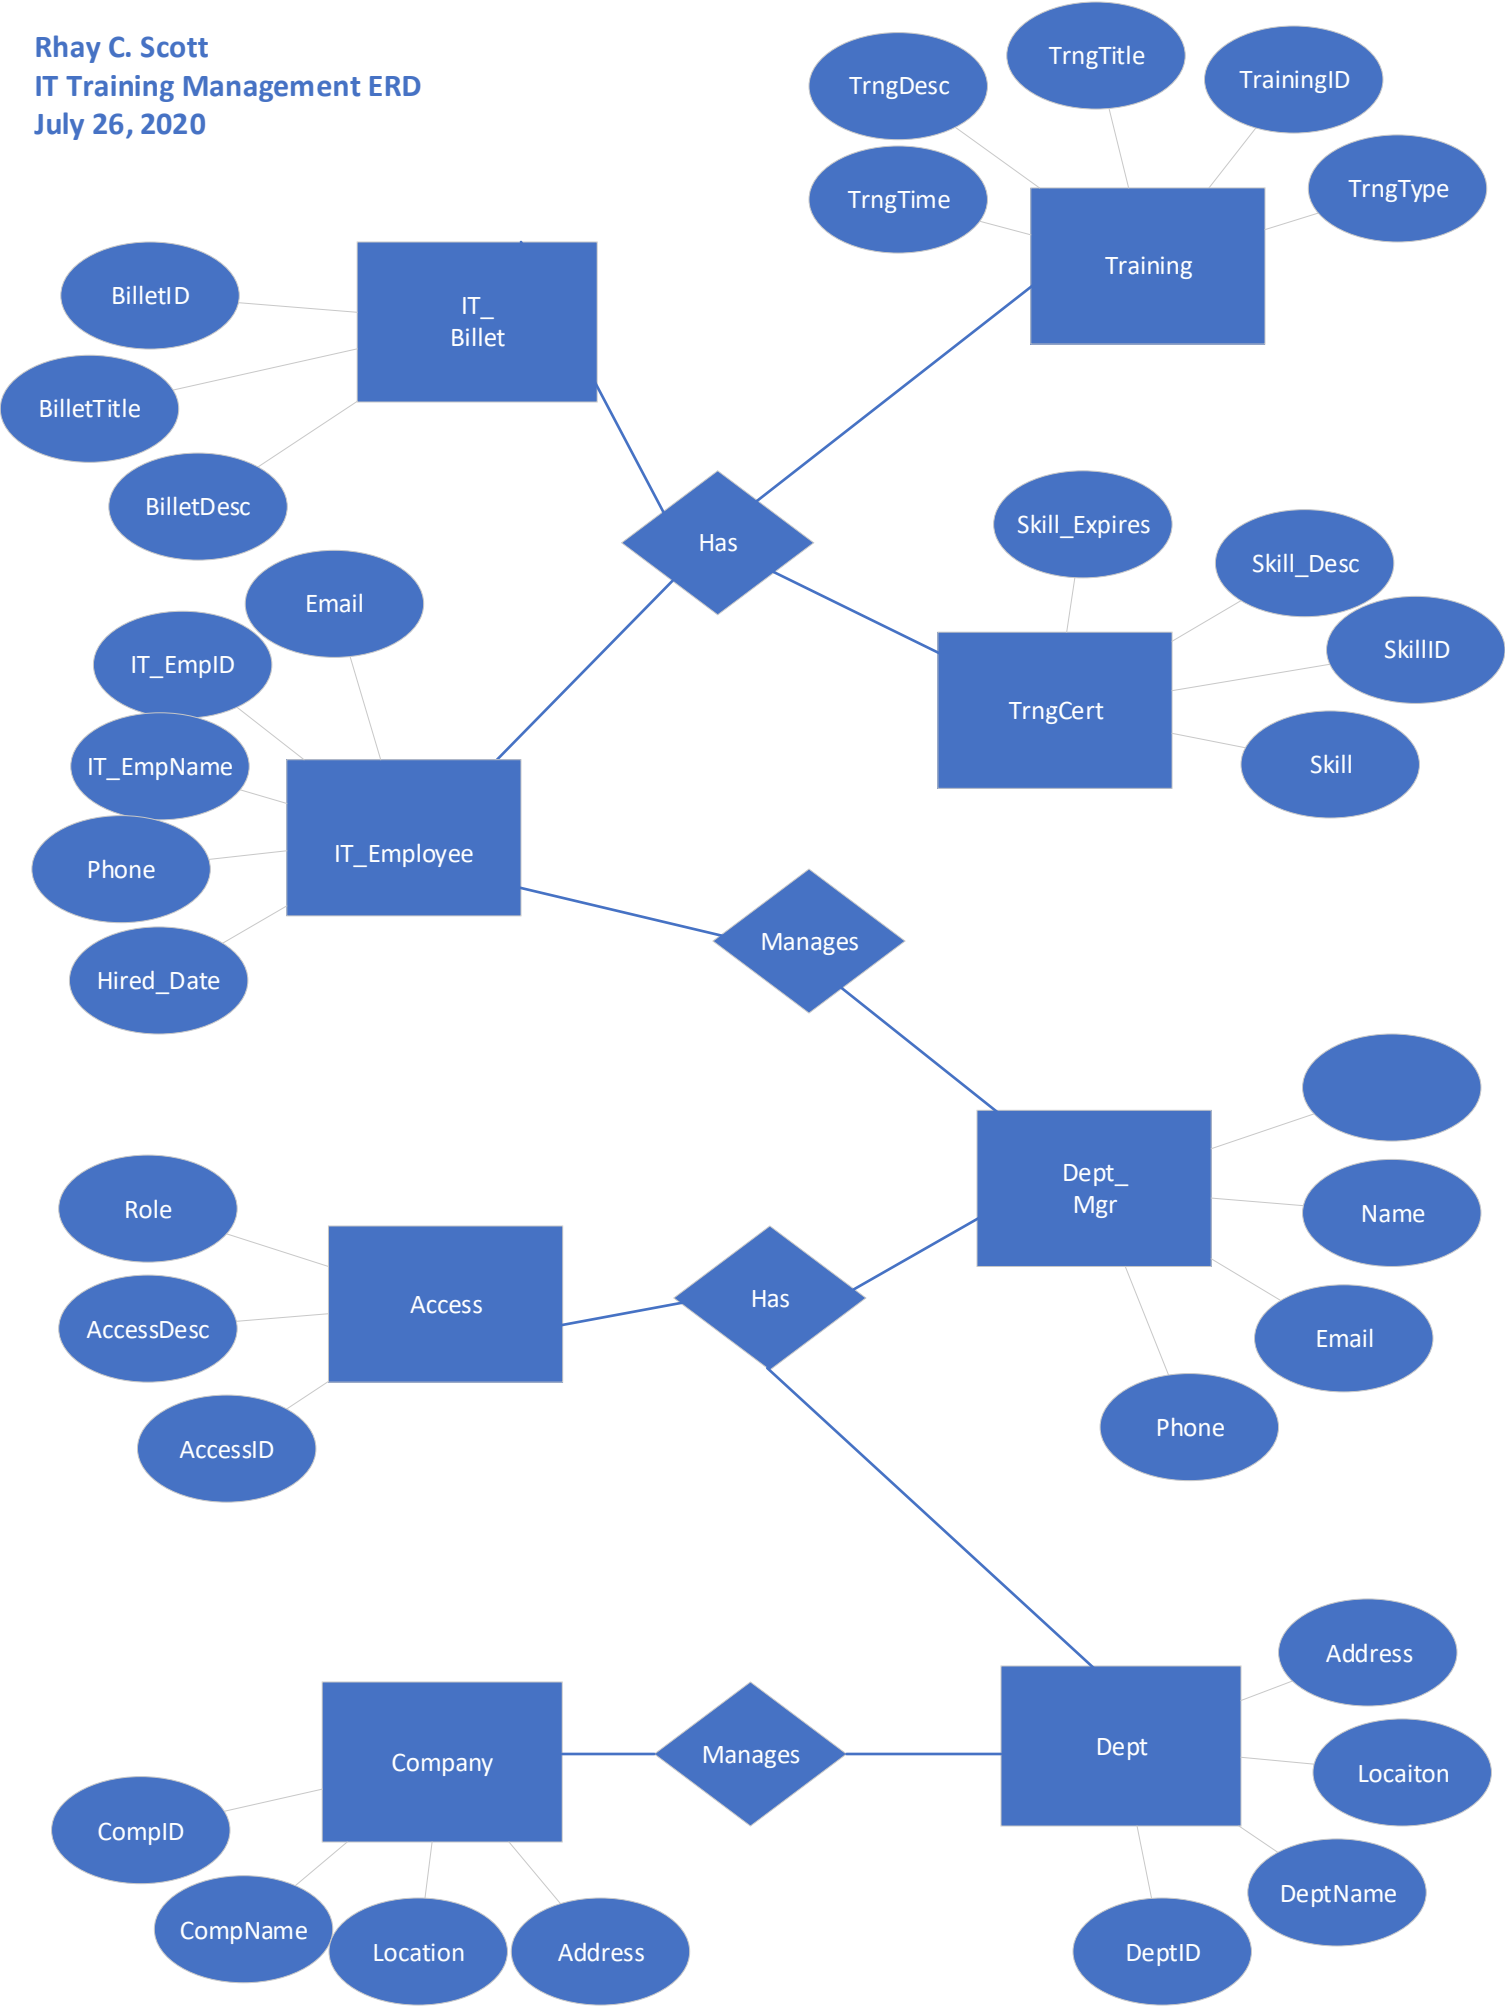 Rhay C. Scott
IT Training Management ERD
July 26, 2020
TrngTitle
TrainingID
TrngDesc
TrngType
TrngTime
Training
BilletID
IT_
Billet
BilletTitle
BilletDesc
Has
Skill_Expires
Skill_Desc
SkillID
TrngCert
Skill
Email
IT_EmpID
IT_EmpName
Phone
IT_Employee
Hired_Date
Manages
Dept_
Mgr
Name
Email
Phone
Role
Access
AccessDesc
AccessID
Has
Address
Dept
Locaiton
DeptName
DeptID
Manages
Company
CompID
CompName
Location
Address